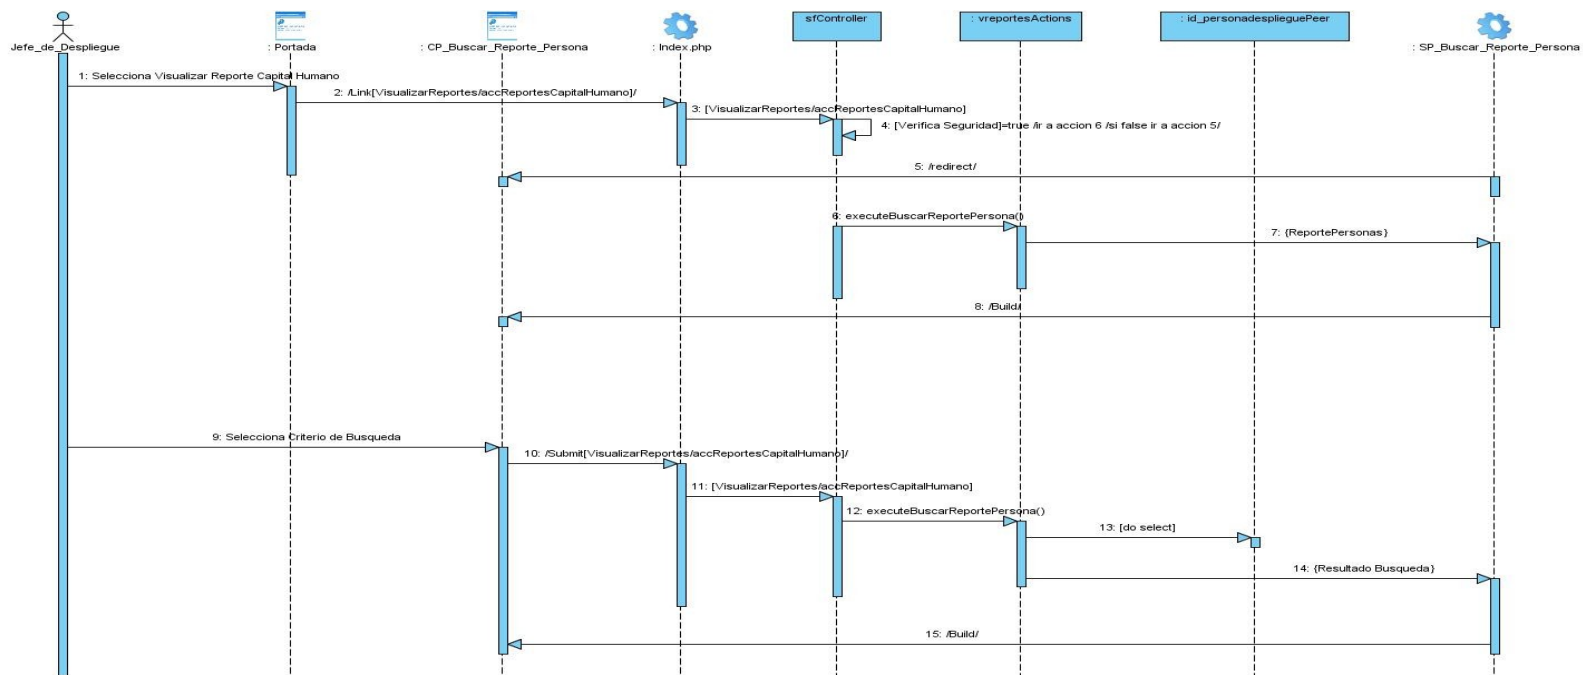 sfController
: vreportesActions
: id_personadesplieguePeer
Jefe_de_Despliegue
: Portada
: CP_Buscar_Reporte_Persona
: Index.php
: SP_Buscar_Reporte_Persona
1: Selecciona Visualizar Reporte Capital Humano
2: /Link[VisualizarReportes/accReportesCapitalHumano]/
3: [VisualizarReportes/accReportesCapitalHumano]
4: [Verifica Seguridad]=true /ir a accion 6 /si false ir a accion 5/
5: /redirect/
6: executeBuscarReportePersona()
7: {ReportePersonas}
8: /Build/
9: Selecciona Criterio de Busqueda
10: /Submit[VisualizarReportes/accReportesCapitalHumano]/
11: [VisualizarReportes/accReportesCapitalHumano]
12: executeBuscarReportePersona()
13: [do select]
14: {Resultado Busqueda}
15: /Build/